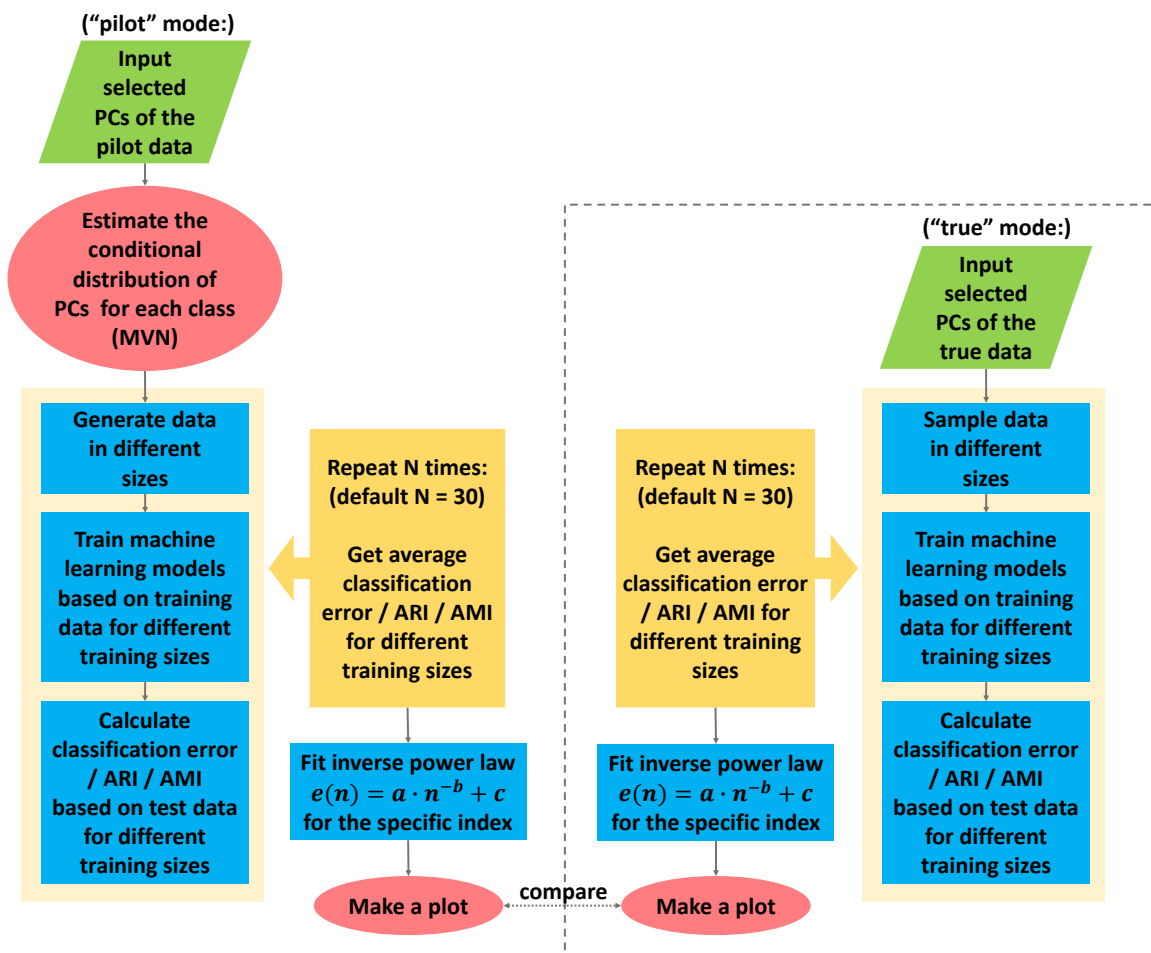 (“pilot” mode:)
Input
selected
PCs of the
pilot data
Estimate the
conditional
distribution of
PCs for each class
(MVN)
Generate data
in different
sizes
Train machine
learning models
based on training
data for different
training sizes
Calculate
classification error
/ ARI / AMI
based on test data
for different
training sizes
Repeat N times:
(default N = 30)
Get average
classification
error / ARI / AMI
for different
training sizes
Fit inverse power law
e(n) = a · n⁻ᵇ + c
for the specific index
Make a plot
compare
(“true” mode:)
Input
selected
PCs of the
true data
Sample data
in different
sizes
Train machine
learning models
based on training
data for different
training sizes
Calculate
classification error
/ ARI / AMI
based on test data
for different
training sizes
Repeat N times:
(default N = 30)
Get average
classification error
/ ARI / AMI for
different training
sizes
Fit inverse power law
e(n) = a · n⁻ᵇ + c
for the specific index
Make a plot